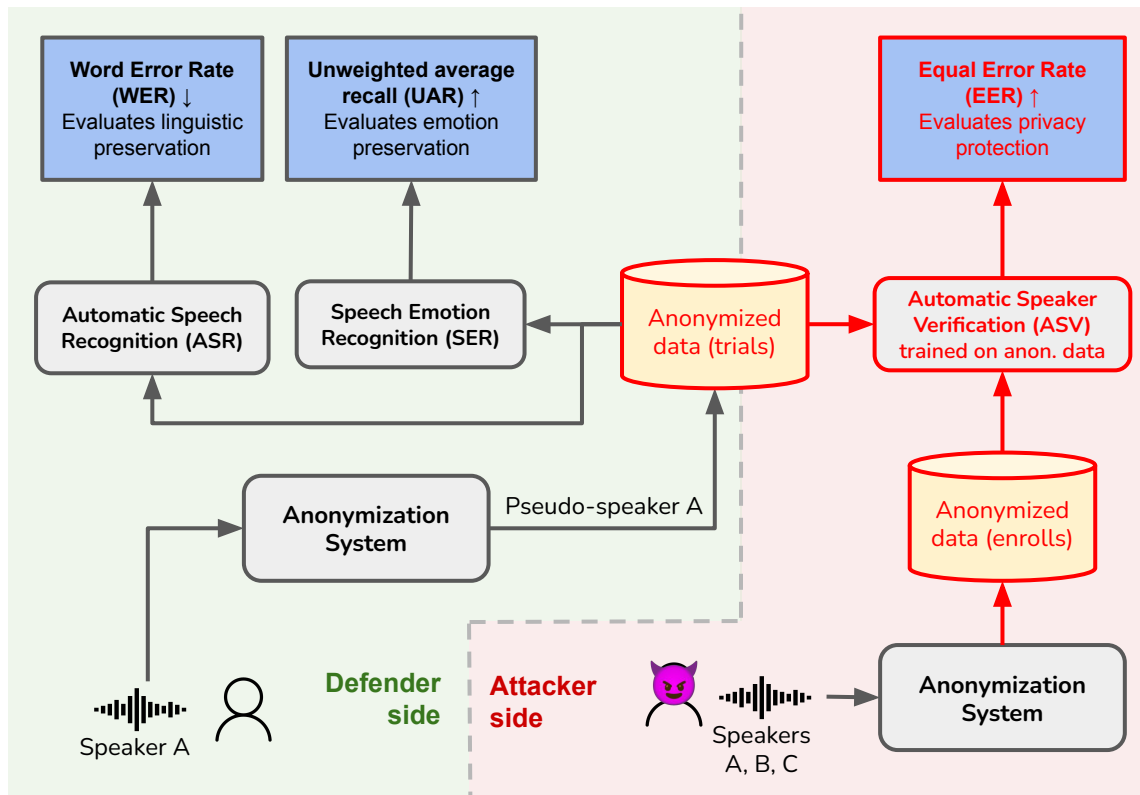 Word Error Rate
(WER) ↓
Evaluates linguistic
preservation
Unweighted average
recall (UAR) ↑
Evaluates emotion
preservation
Equal Error Rate
(EER) ↑
Evaluates privacy
protection
Automatic Speech
Recognition (ASR)
Speech Emotion
Recognition (SER)
Anonymized
data (trials)
Automatic Speaker
Verification (ASV)
trained on anon. data
Anonymization
System
Pseudo-speaker A
Anonymized
data (enrolls)
Speaker A
Defender
side
Attacker
side
Speakers
A, B, C
Anonymization
System